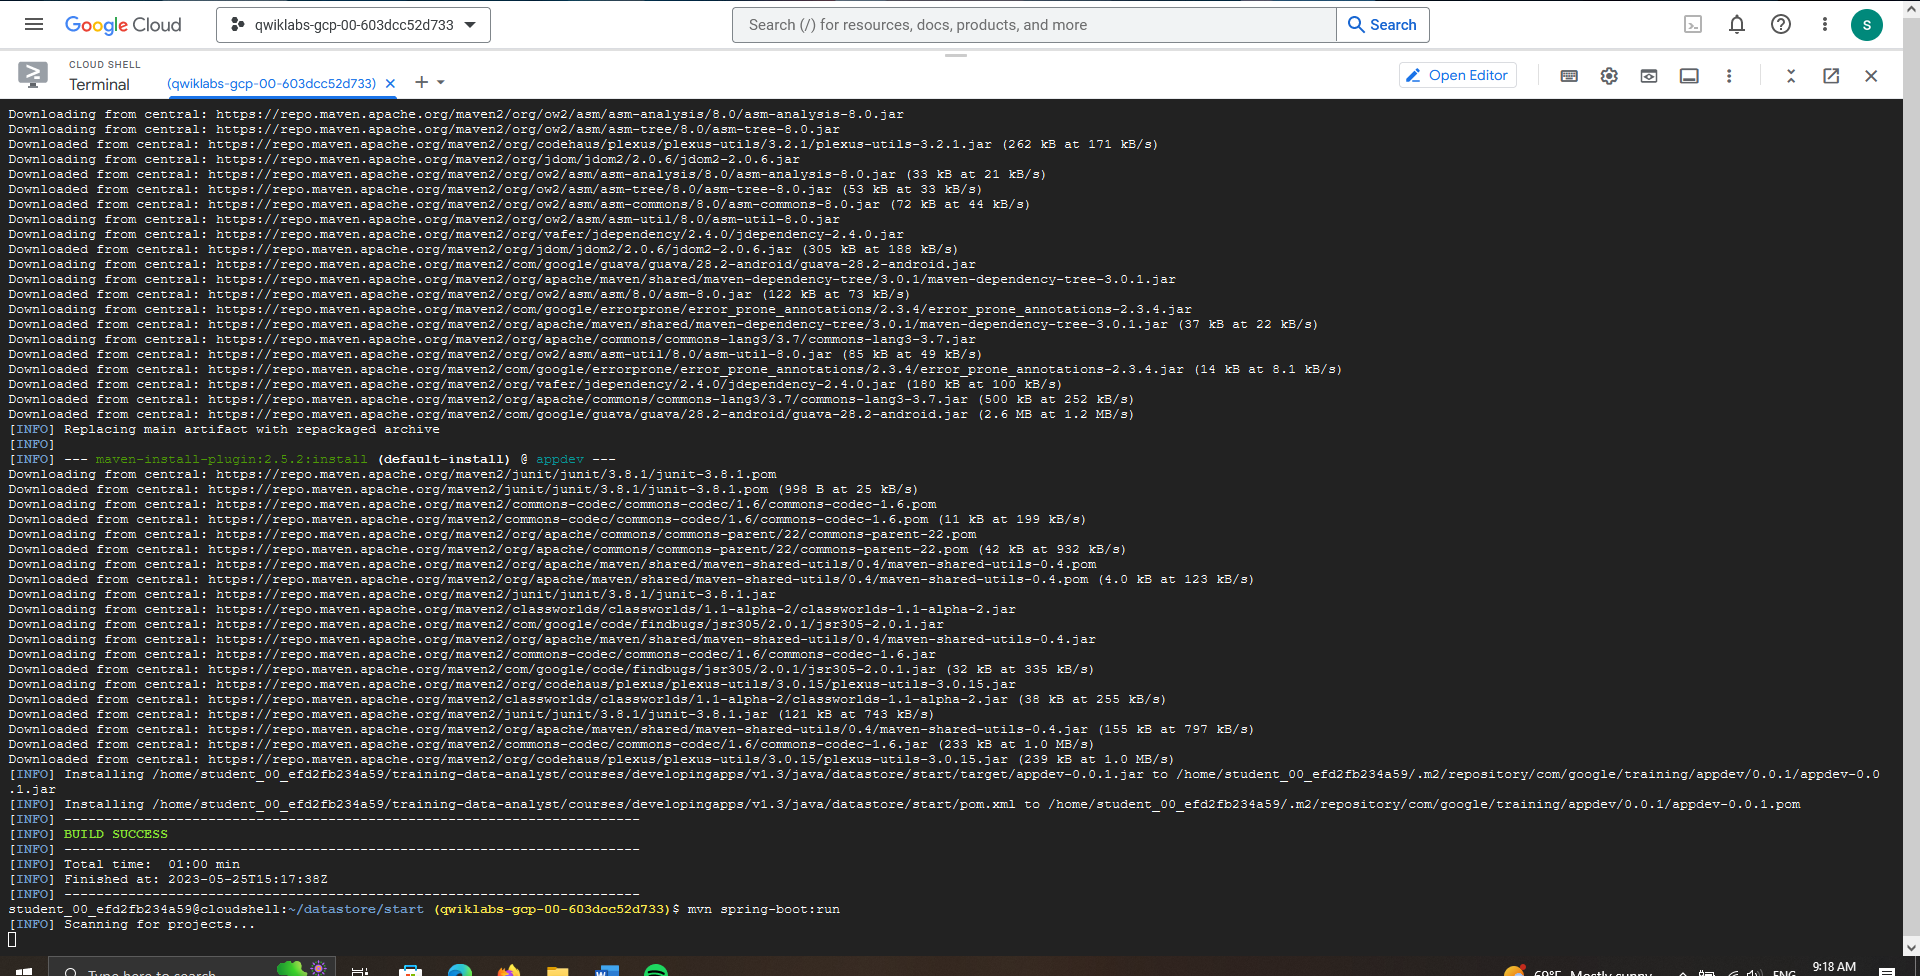 Google Cloud
qwiklabs-gcp-00-603dcc52d733
Search (/) for resources, docs, products, and more
Search
S
CLOUD SHELL
Terminal
(qwiklabs-gcp-00-603dcc52d733)
Open Editor
Downloading from central: https://repo.maven.apache.org/maven2/org/ow2/asm/asm-analysis/8.0/asm-analysis-8.0.jar
Downloading from central: https://repo.maven.apache.org/maven2/org/ow2/asm/asm-tree/8.0/asm-tree-8.0.jar
Downloaded from central: https://repo.maven.apache.org/maven2/org/codehaus/plexus/plexus-utils/3.2.1/plexus-utils-3.2.1.jar (262 kB at 171 kB/s)
Downloading from central: https://repo.maven.apache.org/maven2/org/jdom/jdom2/2.0.6/jdom2-2.0.6.jar
Downloaded from central: https://repo.maven.apache.org/maven2/org/ow2/asm/asm-analysis/8.0/asm-analysis-8.0.jar (33 kB at 21 kB/s)
Downloaded from central: https://repo.maven.apache.org/maven2/org/ow2/asm/asm-tree/8.0/asm-tree-8.0.jar (53 kB at 33 kB/s)
Downloaded from central: https://repo.maven.apache.org/maven2/org/ow2/asm/asm-commons/8.0/asm-commons-8.0.jar (72 kB at 44 kB/s)
Downloading from central: https://repo.maven.apache.org/maven2/org/ow2/asm/asm-util/8.0/asm-util-8.0.jar
Downloading from central: https://repo.maven.apache.org/maven2/org/vafer/jdependency/2.4.0/jdependency-2.4.0.jar
Downloaded from central: https://repo.maven.apache.org/maven2/org/jdom/jdom2/2.0.6/jdom2-2.0.6.jar (305 kB at 188 kB/s)
Downloading from central: https://repo.maven.apache.org/maven2/com/google/guava/guava/28.2-android/guava-28.2-android.jar
Downloading from central: https://repo.maven.apache.org/maven2/org/apache/maven/shared/maven-dependency-tree/3.0.1/maven-dependency-tree-3.0.1.jar
Downloaded from central: https://repo.maven.apache.org/maven2/org/ow2/asm/asm/8.0/asm-8.0.jar (122 kB at 73 kB/s)
Downloading from central: https://repo.maven.apache.org/maven2/com/google/errorprone/error_prone_annotations/2.3.4/error_prone_annotations-2.3.4.jar
Downloaded from central: https://repo.maven.apache.org/maven2/org/apache/maven/shared/maven-dependency-tree/3.0.1/maven-dependency-tree-3.0.1.jar (37 kB at 22 kB/s)
Downloading from central: https://repo.maven.apache.org/maven2/org/apache/commons/commons-lang3/3.7/commons-lang3-3.7.jar
Downloaded from central: https://repo.maven.apache.org/maven2/org/ow2/asm/asm-util/8.0/asm-util-8.0.jar (85 kB at 49 kB/s)
Downloaded from central: https://repo.maven.apache.org/maven2/com/google/errorprone/error_prone_annotations/2.3.4/error_prone_annotations-2.3.4.jar (14 kB at 8.1 kB/s)
Downloaded from central: https://repo.maven.apache.org/maven2/org/vafer/jdependency/2.4.0/jdependency-2.4.0.jar (180 kB at 100 kB/s)
Downloaded from central: https://repo.maven.apache.org/maven2/org/apache/commons/commons-lang3/3.7/commons-lang3-3.7.jar (500 kB at 252 kB/s)
Downloaded from central: https://repo.maven.apache.org/maven2/com/google/guava/guava/28.2-android/guava-28.2-android.jar (2.6 MB at 1.2 MB/s)
[INFO] Replacing main artifact with repackaged archive
[INFO]
[INFO] --- maven-install-plugin:2.5.2:install (default-install) @ appdev ---
Downloading from central: https://repo.maven.apache.org/maven2/junit/junit/3.8.1/junit-3.8.1.pom
Downloaded from central: https://repo.maven.apache.org/maven2/junit/junit/3.8.1/junit-3.8.1.pom (998 B at 25 kB/s)
Downloading from central: https://repo.maven.apache.org/maven2/commons-codec/commons-codec/1.6/commons-codec-1.6.pom
Downloaded from central: https://repo.maven.apache.org/maven2/commons-codec/commons-codec/1.6/commons-codec-1.6.pom (11 kB at 199 kB/s)
Downloading from central: https://repo.maven.apache.org/maven2/org/apache/commons/commons-parent/22/commons-parent-22.pom
Downloaded from central: https://repo.maven.apache.org/maven2/org/apache/commons/commons-parent/22/commons-parent-22.pom (42 kB at 932 kB/s)
Downloading from central: https://repo.maven.apache.org/maven2/org/apache/maven/shared/maven-shared-utils/0.4/maven-shared-utils-0.4.pom
Downloaded from central: https://repo.maven.apache.org/maven2/org/apache/maven/shared/maven-shared-utils/0.4/maven-shared-utils-0.4.pom (4.0 kB at 123 kB/s)
Downloading from central: https://repo.maven.apache.org/maven2/junit/junit/3.8.1/junit-3.8.1.jar
Downloading from central: https://repo.maven.apache.org/maven2/classworlds/classworlds/1.1-alpha-2/classworlds-1.1-alpha-2.jar
Downloading from central: https://repo.maven.apache.org/maven2/com/google/code/findbugs/jsr305/2.0.1/jsr305-2.0.1.jar
Downloading from central: https://repo.maven.apache.org/maven2/org/apache/maven/shared/maven-shared-utils/0.4/maven-shared-utils-0.4.jar
Downloading from central: https://repo.maven.apache.org/maven2/commons-codec/commons-codec/1.6/commons-codec-1.6.jar
Downloaded from central: https://repo.maven.apache.org/maven2/com/google/code/findbugs/jsr305/2.0.1/jsr305-2.0.1.jar (32 kB at 335 kB/s)
Downloading from central: https://repo.maven.apache.org/maven2/org/codehaus/plexus/plexus-utils/3.0.15/plexus-utils-3.0.15.jar
Downloaded from central: https://repo.maven.apache.org/maven2/classworlds/classworlds/1.1-alpha-2/classworlds-1.1-alpha-2.jar (38 kB at 255 kB/s)
Downloaded from central: https://repo.maven.apache.org/maven2/junit/junit/3.8.1/junit-3.8.1.jar (121 kB at 743 kB/s)
Downloaded from central: https://repo.maven.apache.org/maven2/org/apache/maven/shared/maven-shared-utils/0.4/maven-shared-utils-0.4.jar (155 kB at 797 kB/s)
Downloaded from central: https://repo.maven.apache.org/maven2/commons-codec/commons-codec/1.6/commons-codec-1.6.jar (233 kB at 1.0 MB/s)
Downloaded from central: https://repo.maven.apache.org/maven2/org/codehaus/plexus/plexus-utils/3.0.15/plexus-utils-3.0.15.jar (239 kB at 1.0 MB/s)
[INFO] Installing /home/student_00_efd2fb234a59/training-data-analyst/courses/developingapps/v1.3/java/datastore/start/target/appdev-0.0.1.jar to /home/student_00_efd2fb234a59/.m2/repository/com/google/training/appdev/0.0.1/appdev-0.0
.1.jar
[INFO] Installing /home/student_00_efd2fb234a59/training-data-analyst/courses/developingapps/v1.3/java/datastore/start/pom.xml to /home/student_00_efd2fb234a59/.m2/repository/com/google/training/appdev/0.0.1/appdev-0.0.1.pom
[INFO] ------------------------------------------------------------------------
[INFO] BUILD SUCCESS
[INFO] ------------------------------------------------------------------------
[INFO] Total time:  01:00 min
[INFO] Finished at: 2023-05-25T15:17:38Z
[INFO] ------------------------------------------------------------------------
student_00_efd2fb234a59@cloudshell:~/datastore/start (qwiklabs-gcp-00-603dcc52d733)$ mvn spring-boot:run
[INFO] Scanning for projects...
Type here to search
69°F Mostly sunny
ENG
9:18 AM